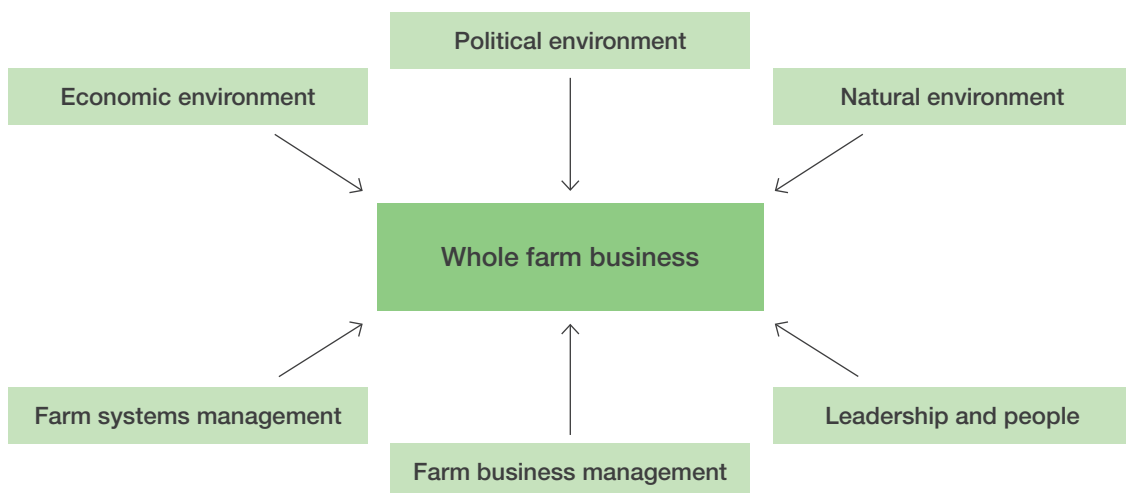 Political environment
Economic environment
Natural environment
Whole farm business
Farm systems management
Leadership and people
Farm business management